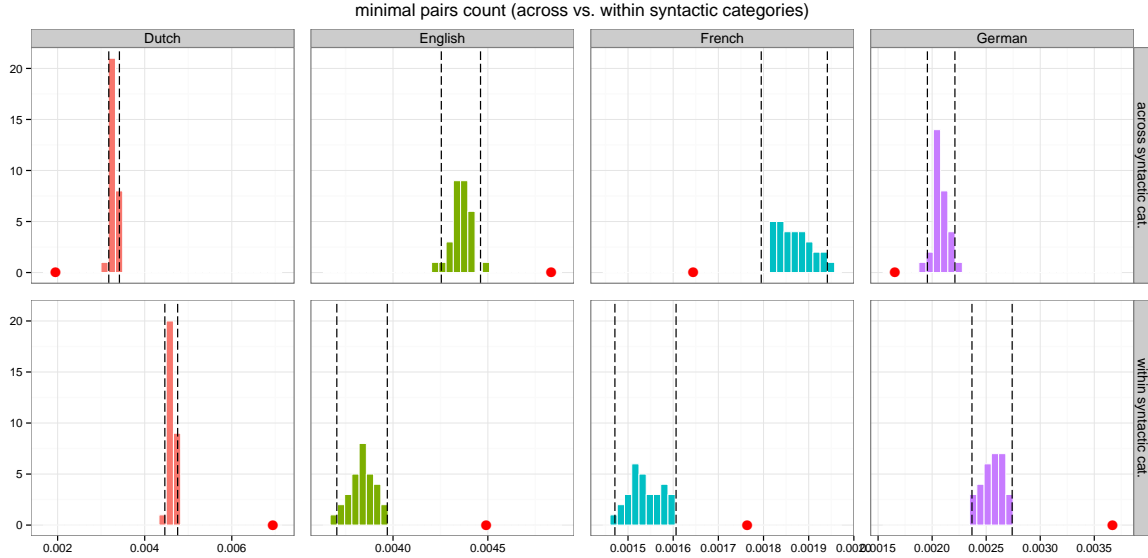 minimal pairs count (across vs. within syntactic categories)
Dutch English French German
20
15
10
5
0
across syntactic cat.
20
15
10
5
0
within syntactic cat.
0.002 0.004 0.006 0.0040 0.0045 0.0015 0.0016 0.0017 0.0018 0.0019 0.0020 0.0015 0.0020 0.0025 0.0030 0.0035